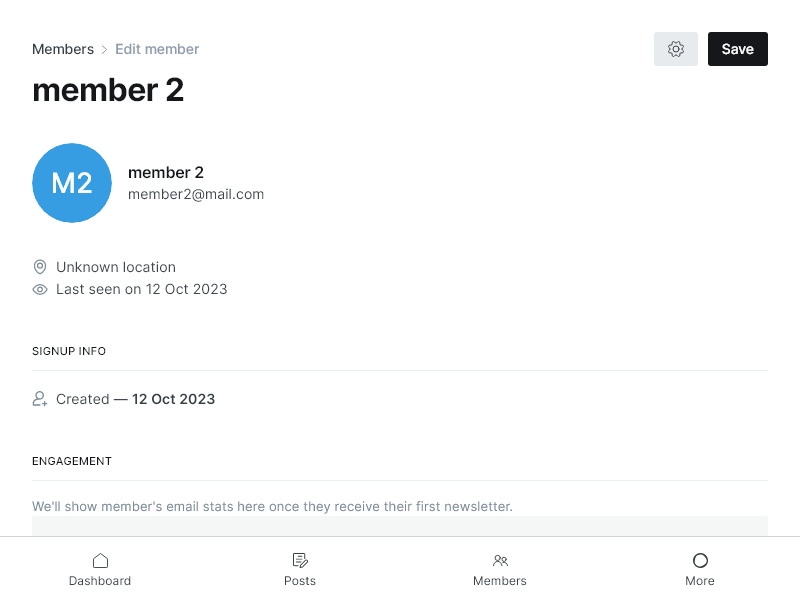 Members > Edit member
Save
member 2
M2
member 2
member2@mail.com
Unknown location
Last seen on 12 Oct 2023
SIGNUP INFO
Created — 12 Oct 2023
ENGAGEMENT
We'll show member's email stats here once they receive their first newsletter.
Dashboard
Posts
Members
More